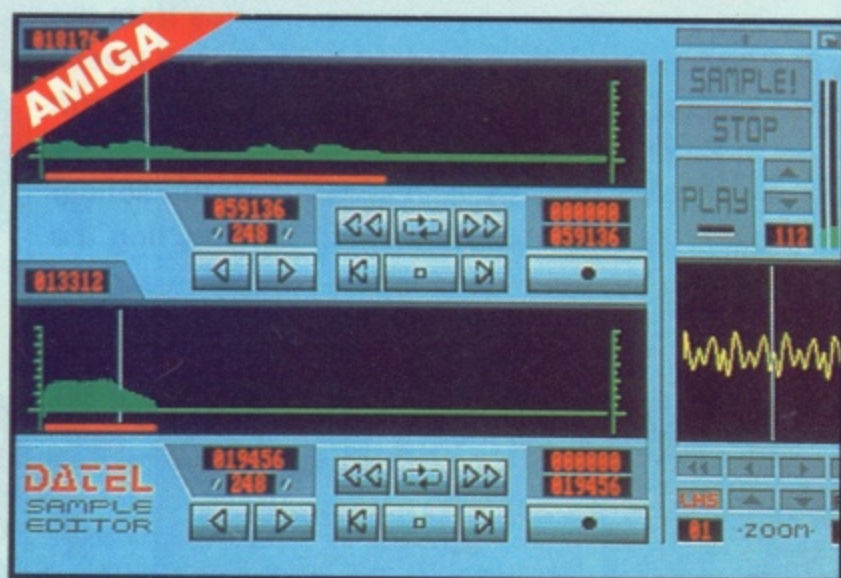 018176
AMIGA
059136
248
000000
059136
013312
019456
248
000000
019456
DATEL
SAMPLE
EDITOR
SAMPLE!
STOP
PLAY
112
LHS
01
-ZOOM-